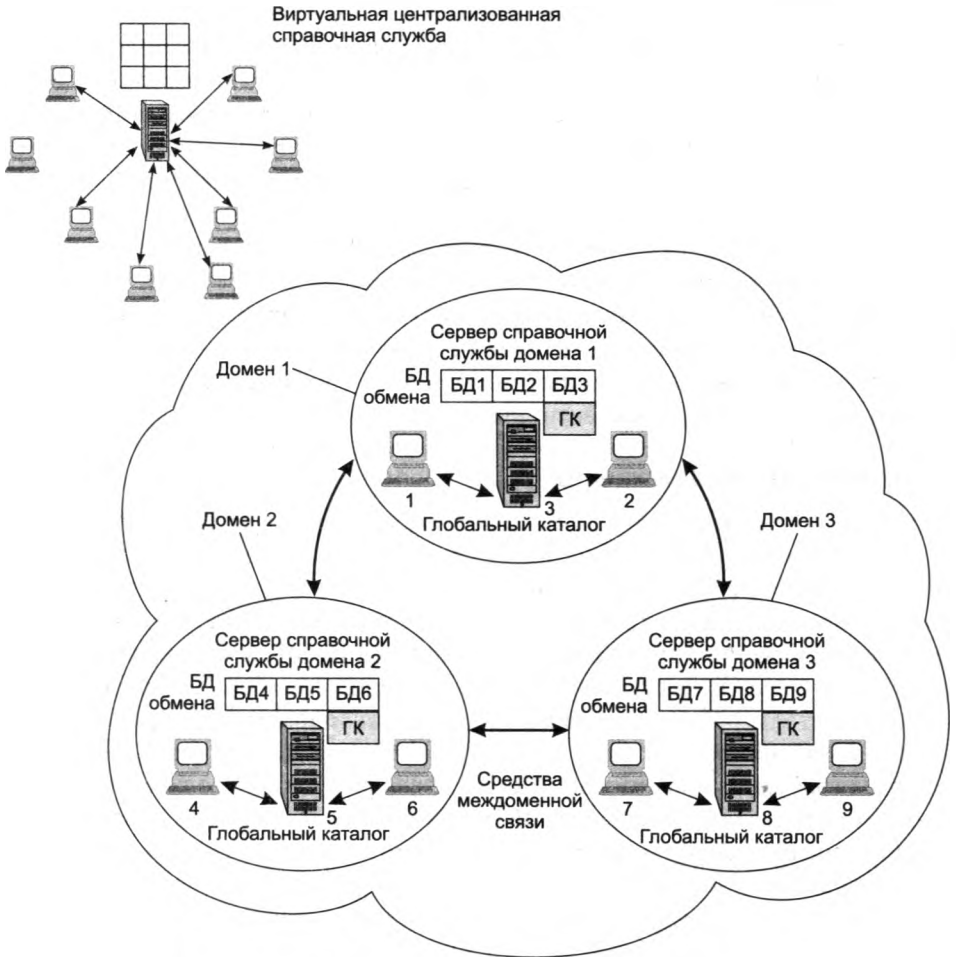 Виртуальная централизованная
справочная служба
Сервер справочной
службы домена 1
Домен 1
БД
обмена
БД1 БД2 БД3
ГК
1
3
2
Глобальный каталог
Домен 2
Домен 3
Сервер справочной
службы домена 2
БД
обмена
БД4 БД5 БД6
ГК
4
5
6
Глобальный каталог
Средства
междоменной
связи
Сервер справочной
службы домена 3
БД
обмена
БД7 БД8 БД9
ГК
7
8
9
Глобальный каталог